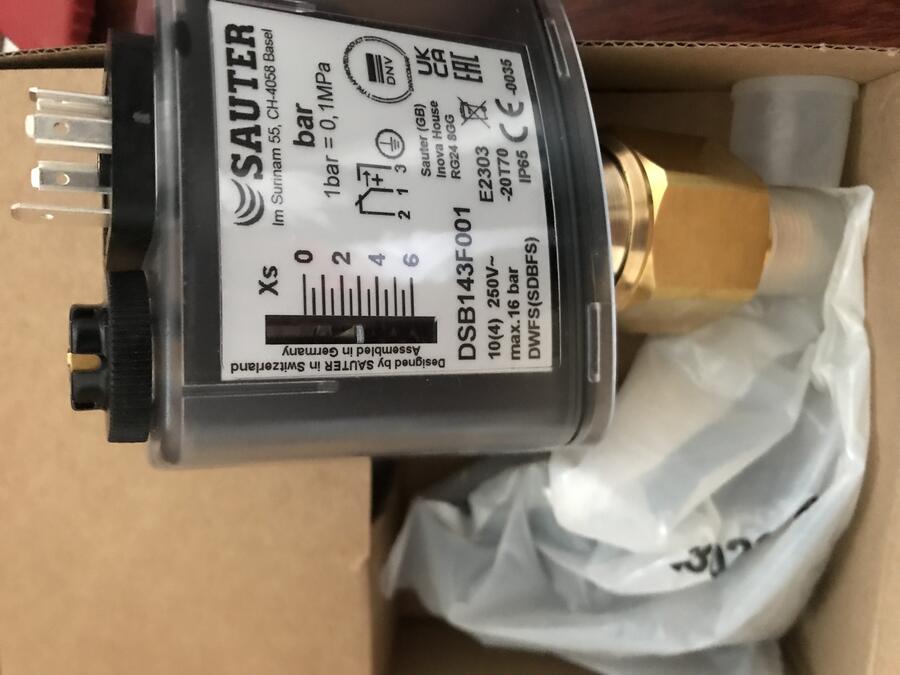 SAUTER
Im Surinam 55, CH-4058 Basel
Xs
bar
1bar = 0,1MPa
DNV
UK
CA
EAC
0
2
4
6
2 1 3
Sauter (GB)
Inova House
RG24 8GG
DSB143F001
E2303
10(4) 250V~
-20T70
CE-0035
max.16 bar
IP65
DWFS(SDBFS)
Designed by SAUTER in Switzerland
Assembled in Germany